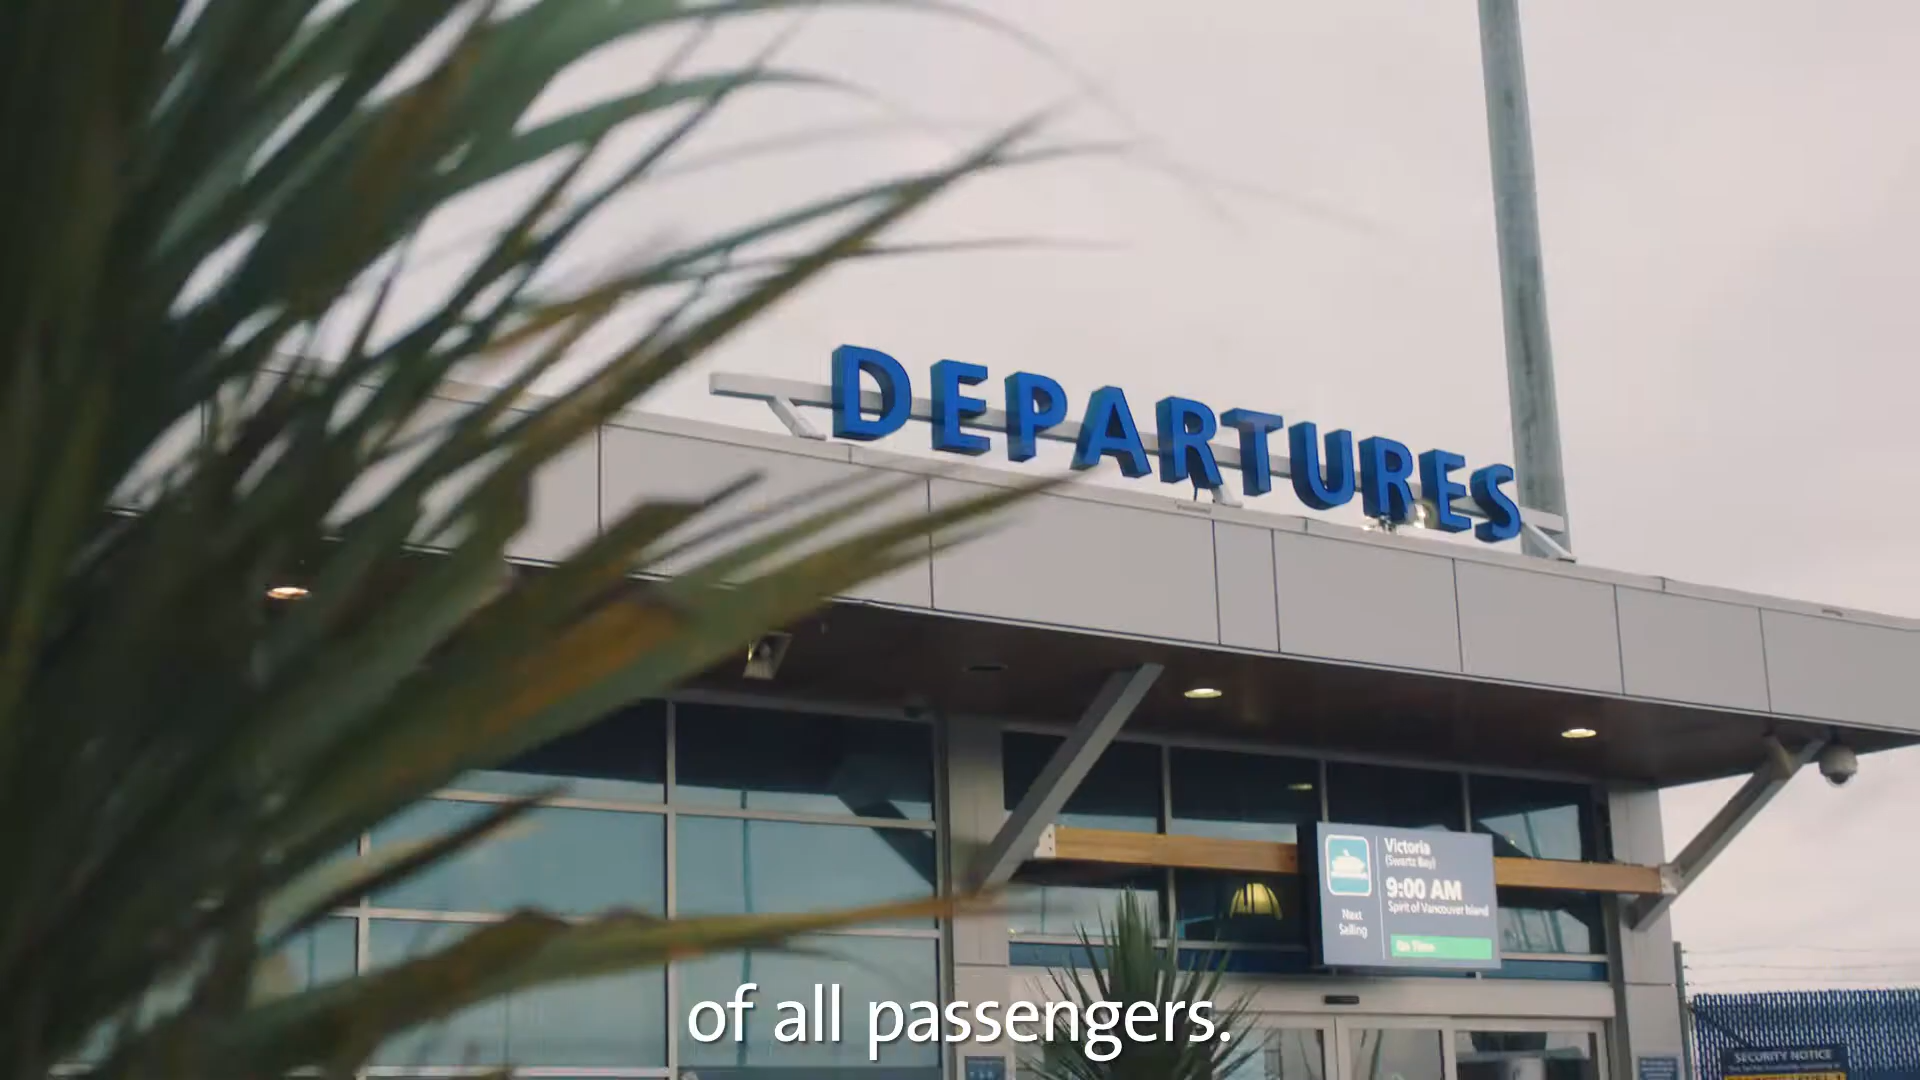 DEPARTURES
Victoria
(Swartz Bay)
9:00 AM
Spirit of Vancouver Island
Next
Sailing
On Time
of all passengers.
SECURITY NOTICE